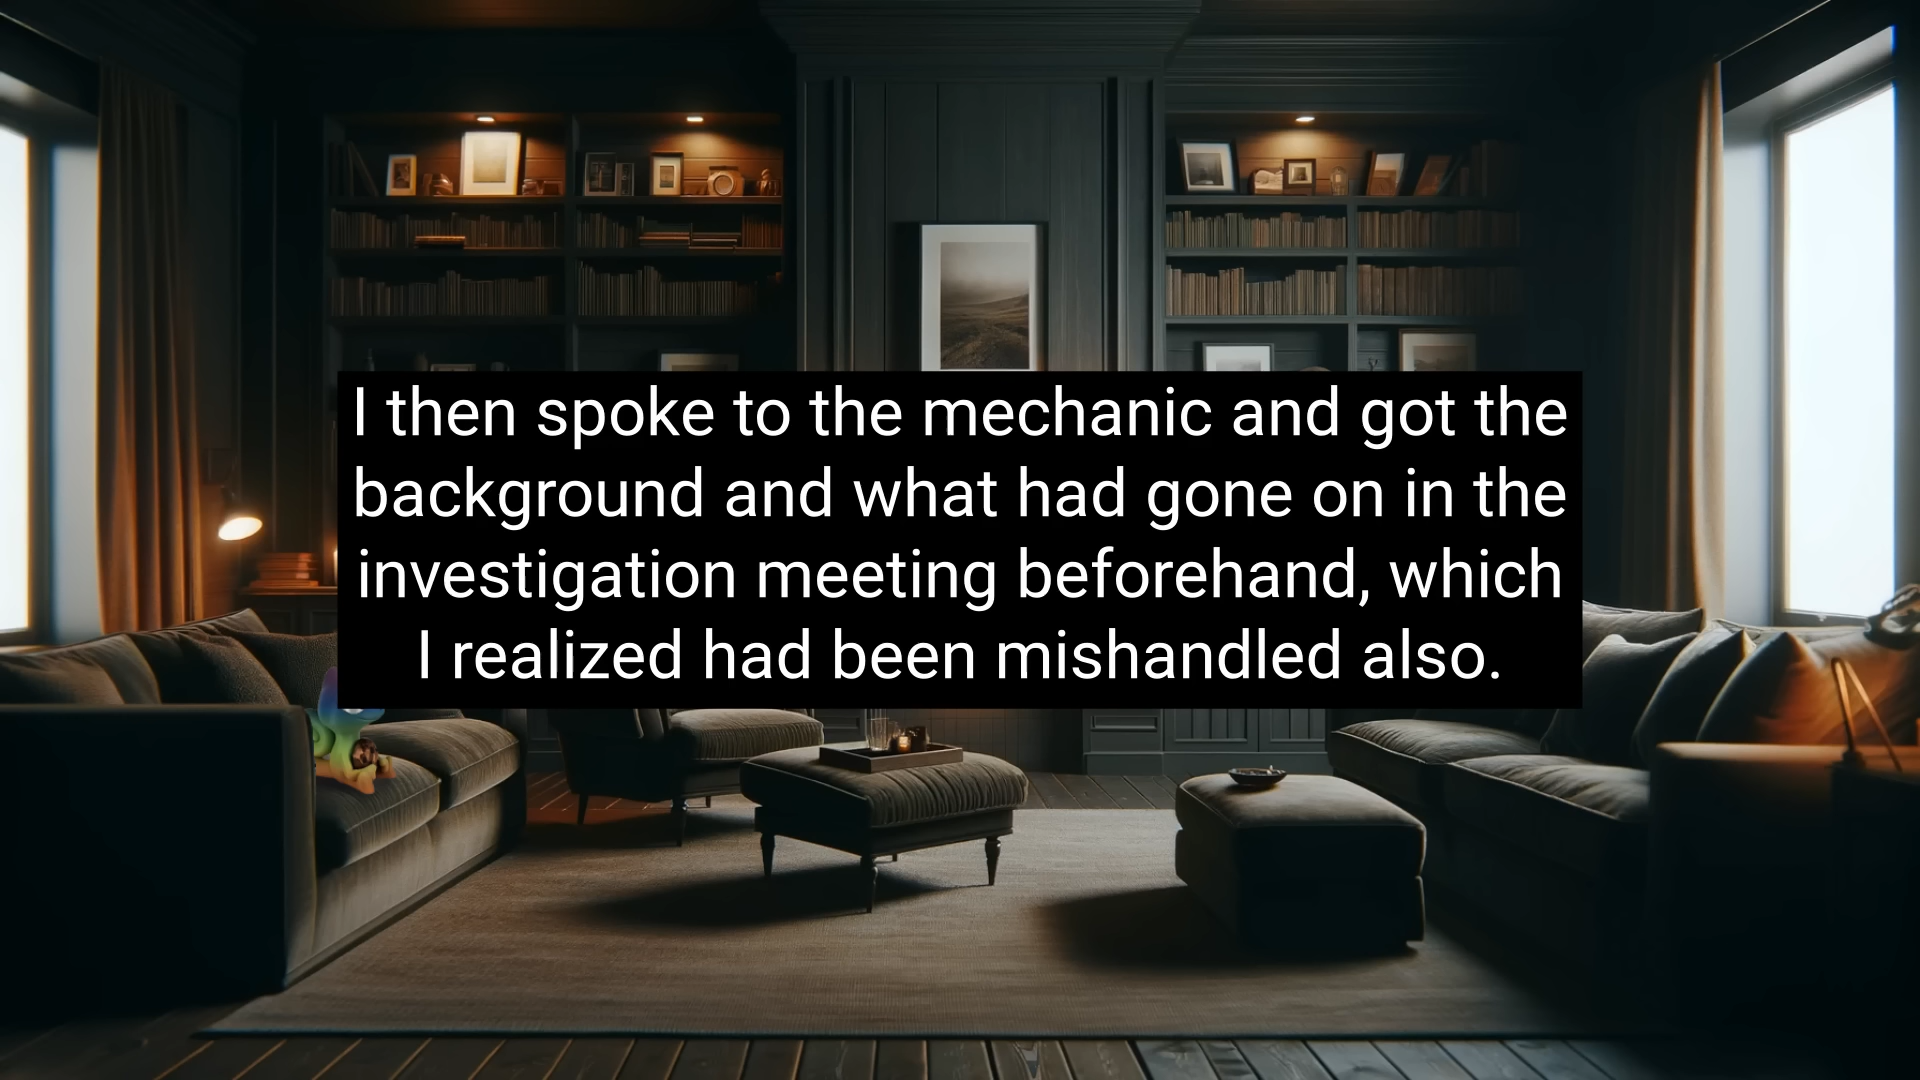 I then spoke to the mechanic and got the
background and what had gone on in the
investigation meeting beforehand, which
I realized had been mishandled also.